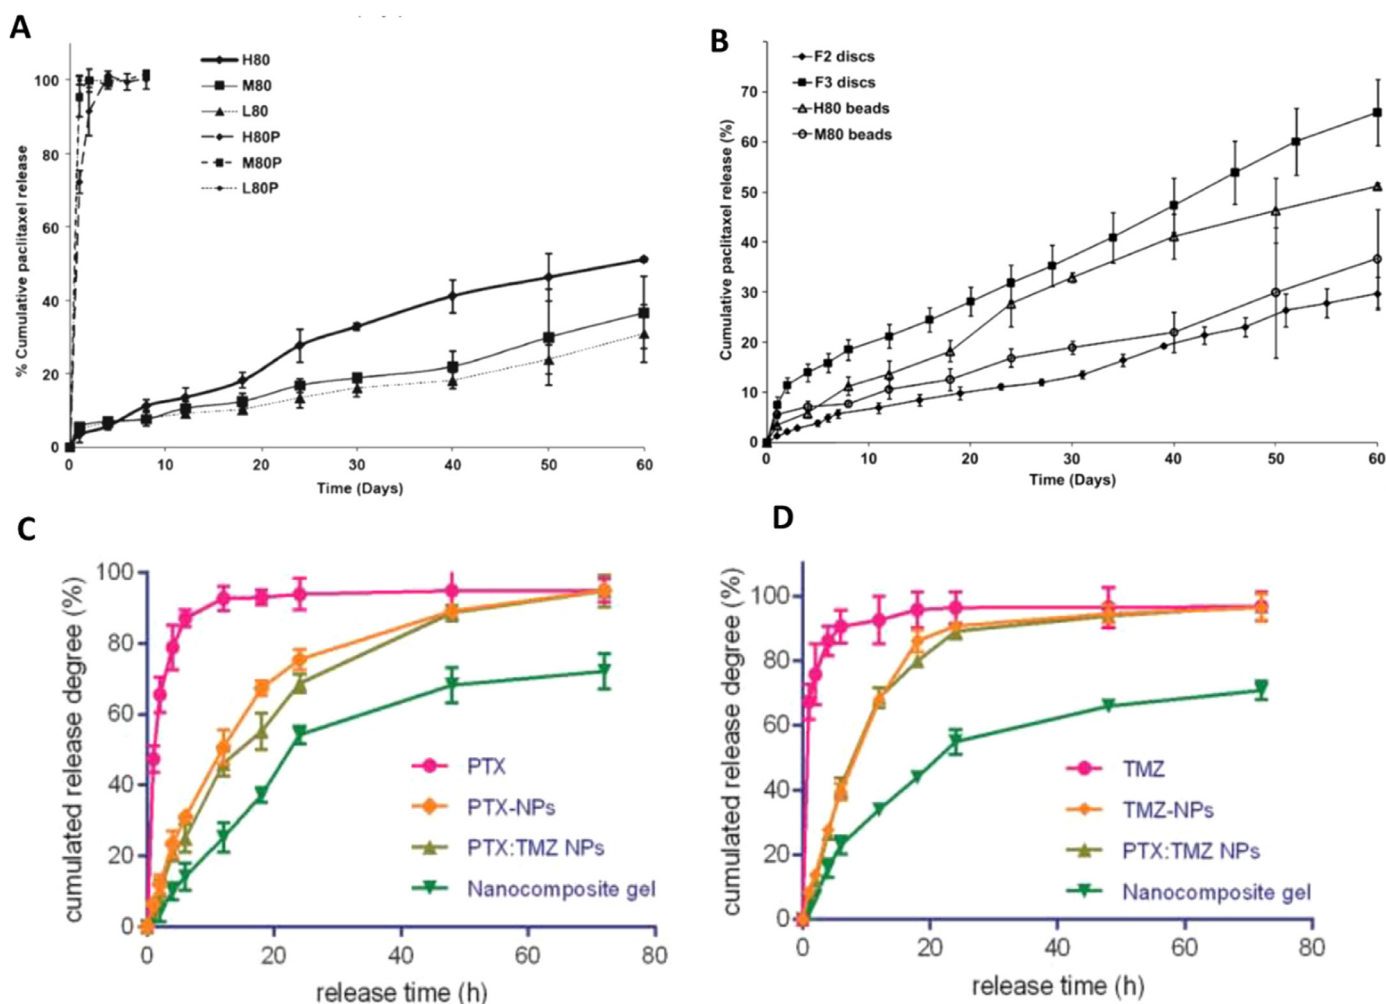 A
% Cumulative paclitaxel release
100
80
60
40
20
0
H80
M80
L80
H80P
M80P
L80P
0
10
20
30
40
50
60
Time (Days)
B
Cumulative paclitaxel release (%)
70
60
50
40
30
20
10
0
F2 discs
F3 discs
H80 beads
M80 beads
0
10
20
30
40
50
60
Time (Days)
C
cumulated release degree (%)
100
80
60
40
20
0
PTX
PTX-NPs
PTX:TMZ NPs
Nanocomposite gel
0
20
40
60
80
release time (h)
D
cumulated release degree (%)
100
80
60
40
20
0
TMZ
TMZ-NPs
PTX:TMZ NPs
Nanocomposite gel
0
20
40
60
80
release time (h)